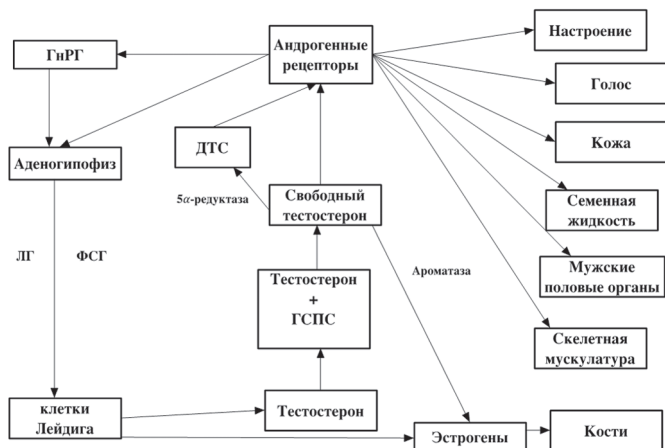 ГнРГ
Андрогенные
рецепторы
Настроение
Голос
Кожа
Аденогипофиз
ДТС
5α-редуктаза
Свободный
тестостерон
Семенная
жидкость
ЛГ
ФСГ
Тестостерон
+
ГСПС
Ароматаза
Мужские
половые органы
Скелетная
мускулатура
клетки
Лейдига
Тестостерон
Эстрогены
Кости